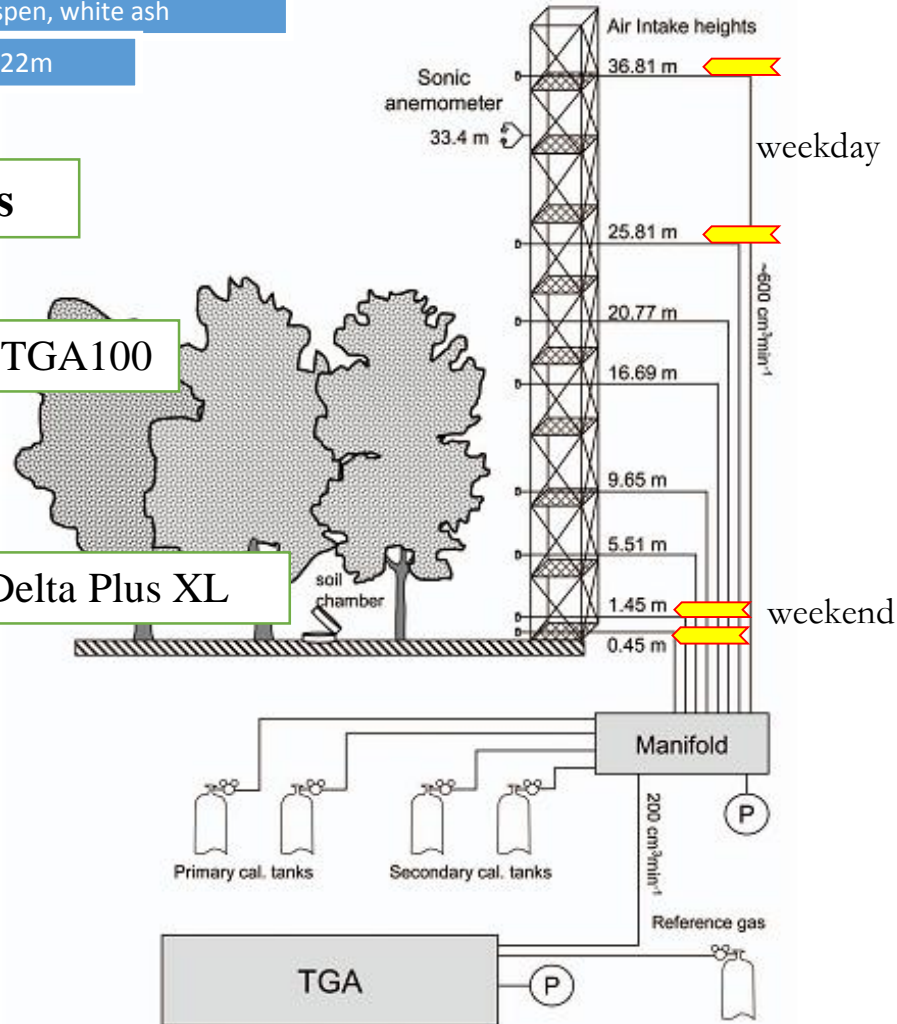 spen, white ash
22m
s
TGA100
Delta Plus XL
Air Intake heights
36.81 m
Sonic
anemometer
33.4 m
weekday
25.81 m
~600 cm³min⁻¹
20.77 m
16.69 m
9.65 m
5.51 m
soil
chamber
1.45 m
weekend
0.45 m
Manifold
P
200 cm³min⁻¹
Primary cal. tanks
Secondary cal. tanks
Reference gas
TGA
P